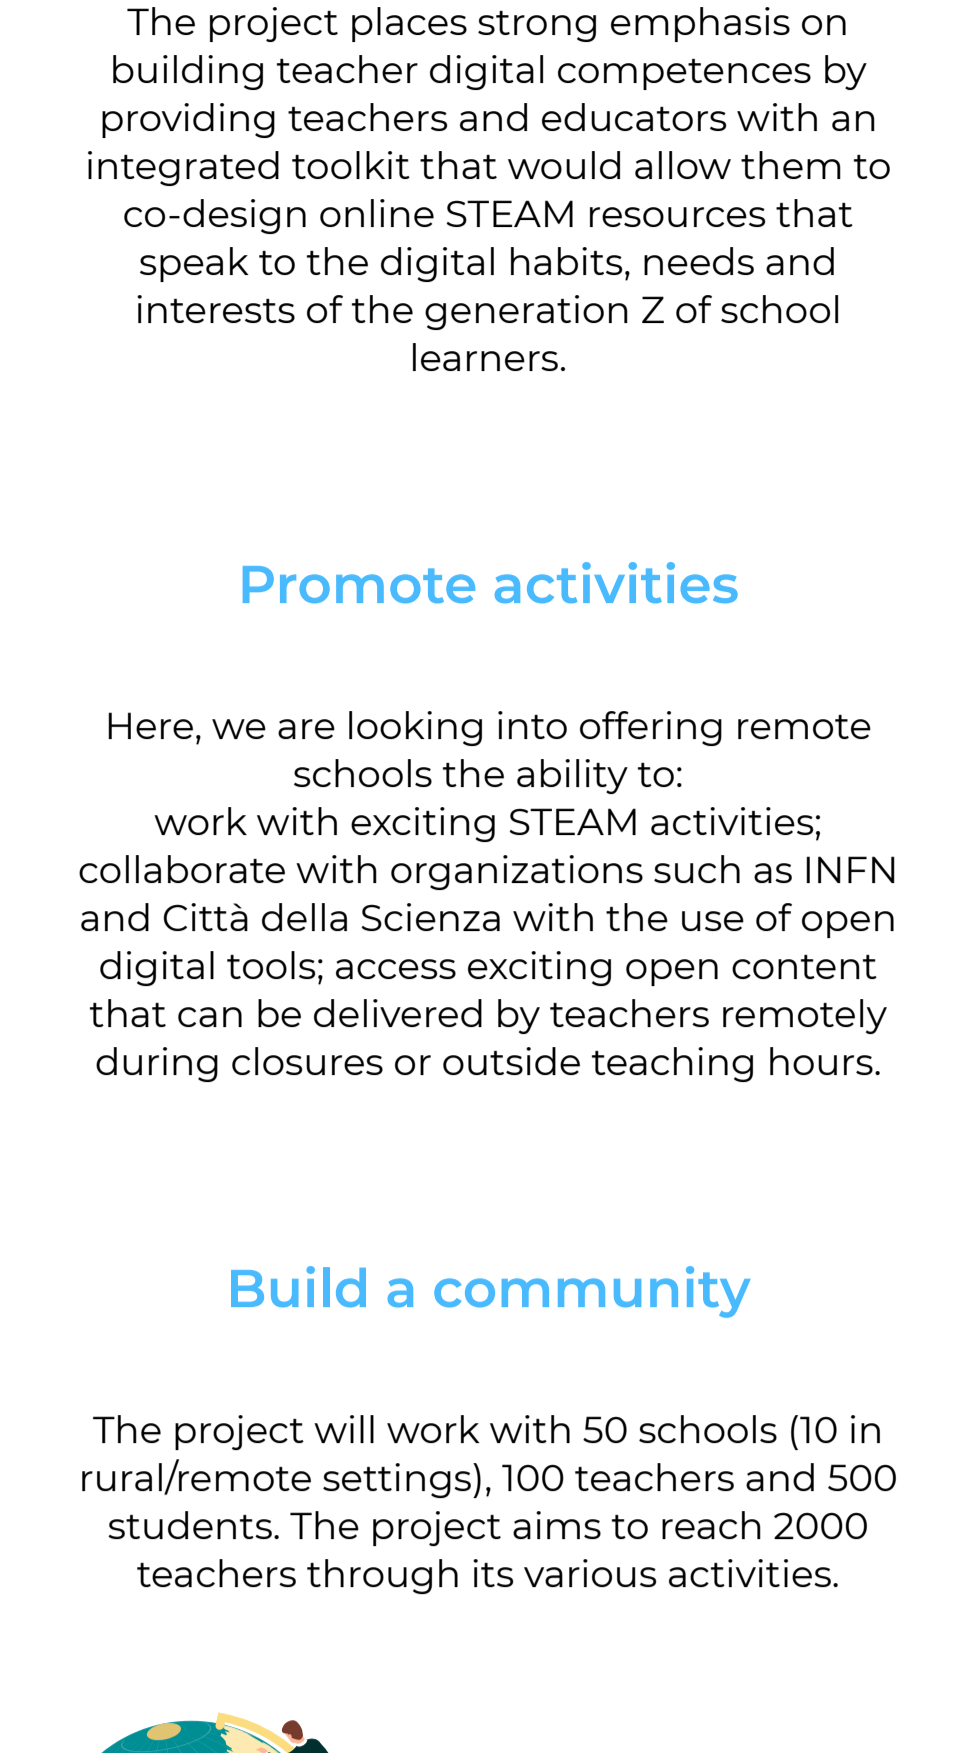 The project places strong emphasis on
building teacher digital competences by
providing teachers and educators with an
integrated toolkit that would allow them to
co-design online STEAM resources that
speak to the digital habits, needs and
interests of the generation Z of school
learners.
Promote activities
Here, we are looking into offering remote
schools the ability to:
work with exciting STEAM activities;
collaborate with organizations such as INFN
and Città della Scienza with the use of open
digital tools; access exciting open content
that can be delivered by teachers remotely
during closures or outside teaching hours.
Build a community
The project will work with 50 schools (10 in
rural/remote settings), 100 teachers and 500
students. The project aims to reach 2000
teachers through its various activities.